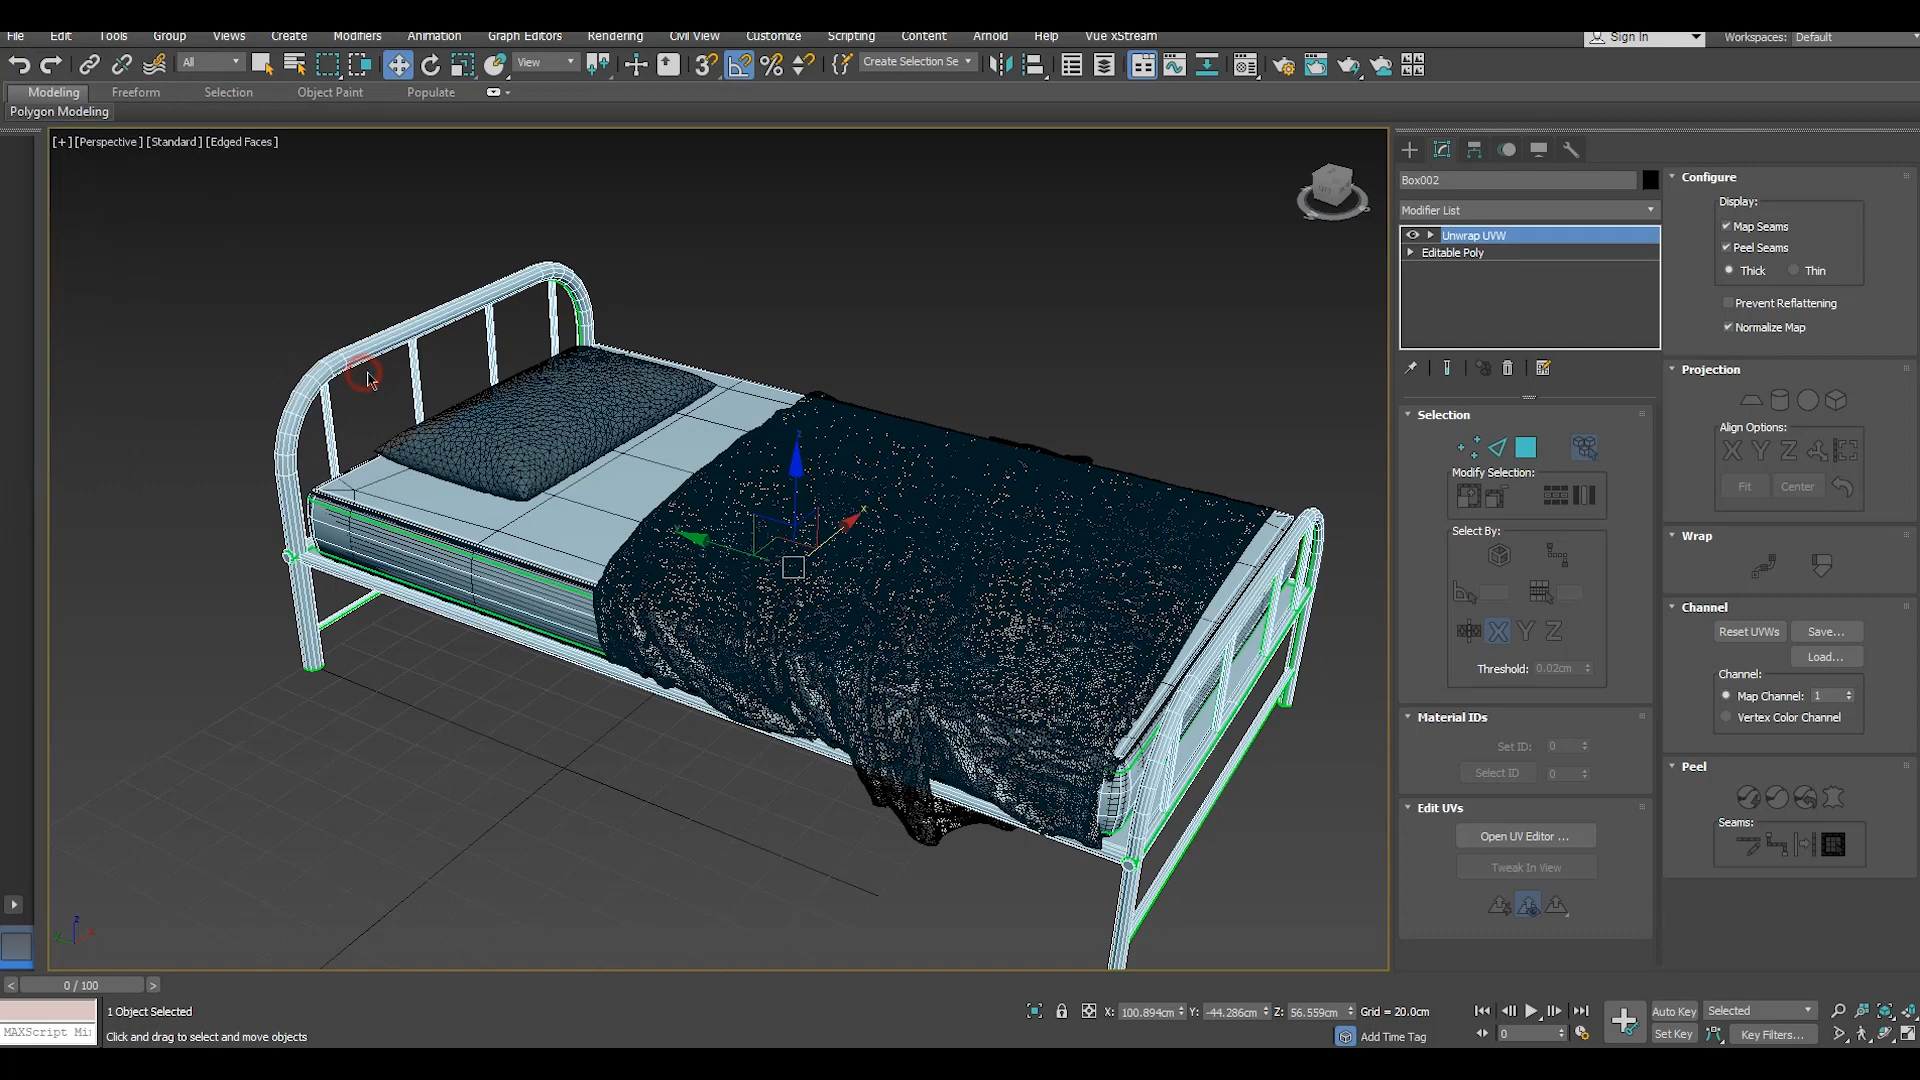 File Edit Tools Group Views Create Modifiers Animation Graph Editors Rendering Civil View Customize Scripting Content Arnold Help Vue xStream
Sign In Workspaces: Default
All View Create Selection Se
Modeling Freeform Selection Object Paint Populate
Polygon Modeling
[+] [Perspective ] [Standard ] [Edged Faces ]
Box002
Modifier List
Unwrap UVW
Editable Poly
Selection
Modify Selection:
Select By:
X Y Z
Threshold: 0.02cm
Material IDs
Set ID: 0
Select ID 0
Edit UVs
Open UV Editor ...
Tweak In View
Configure
Display:
Map Seams
Peel Seams
Thick Thin
Prevent Reflattening
Normalize Map
Projection
Align Options:
X Y Z
Fit Center
Wrap
Channel
Reset UVWs Save...
Load...
Channel:
Map Channel: 1
Vertex Color Channel
Peel
Seams:
z
x
z
< 0 / 100 >
1 Object Selected
MAXScript Mi
Click and drag to select and move objects
X: 100.894cm Y: -44.286cm Z: 56.559cm Grid = 20.0cm
Add Time Tag
0
Auto Key Selected
Set Key Key Filters...